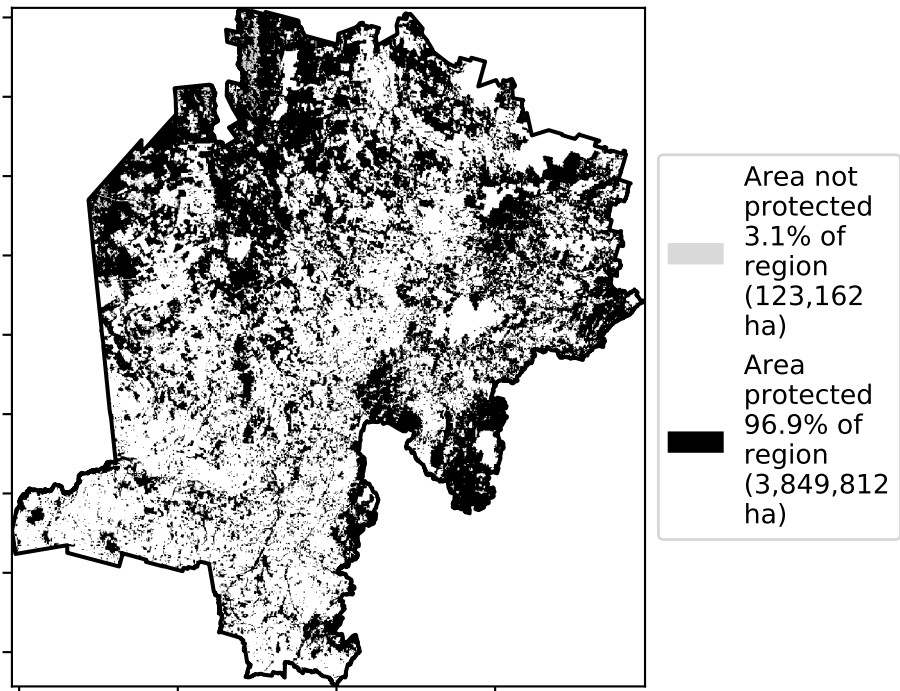 Area not
protected
3.1% of
region
(123,162
ha)
Area
protected
96.9% of
region
(3,849,812
ha)